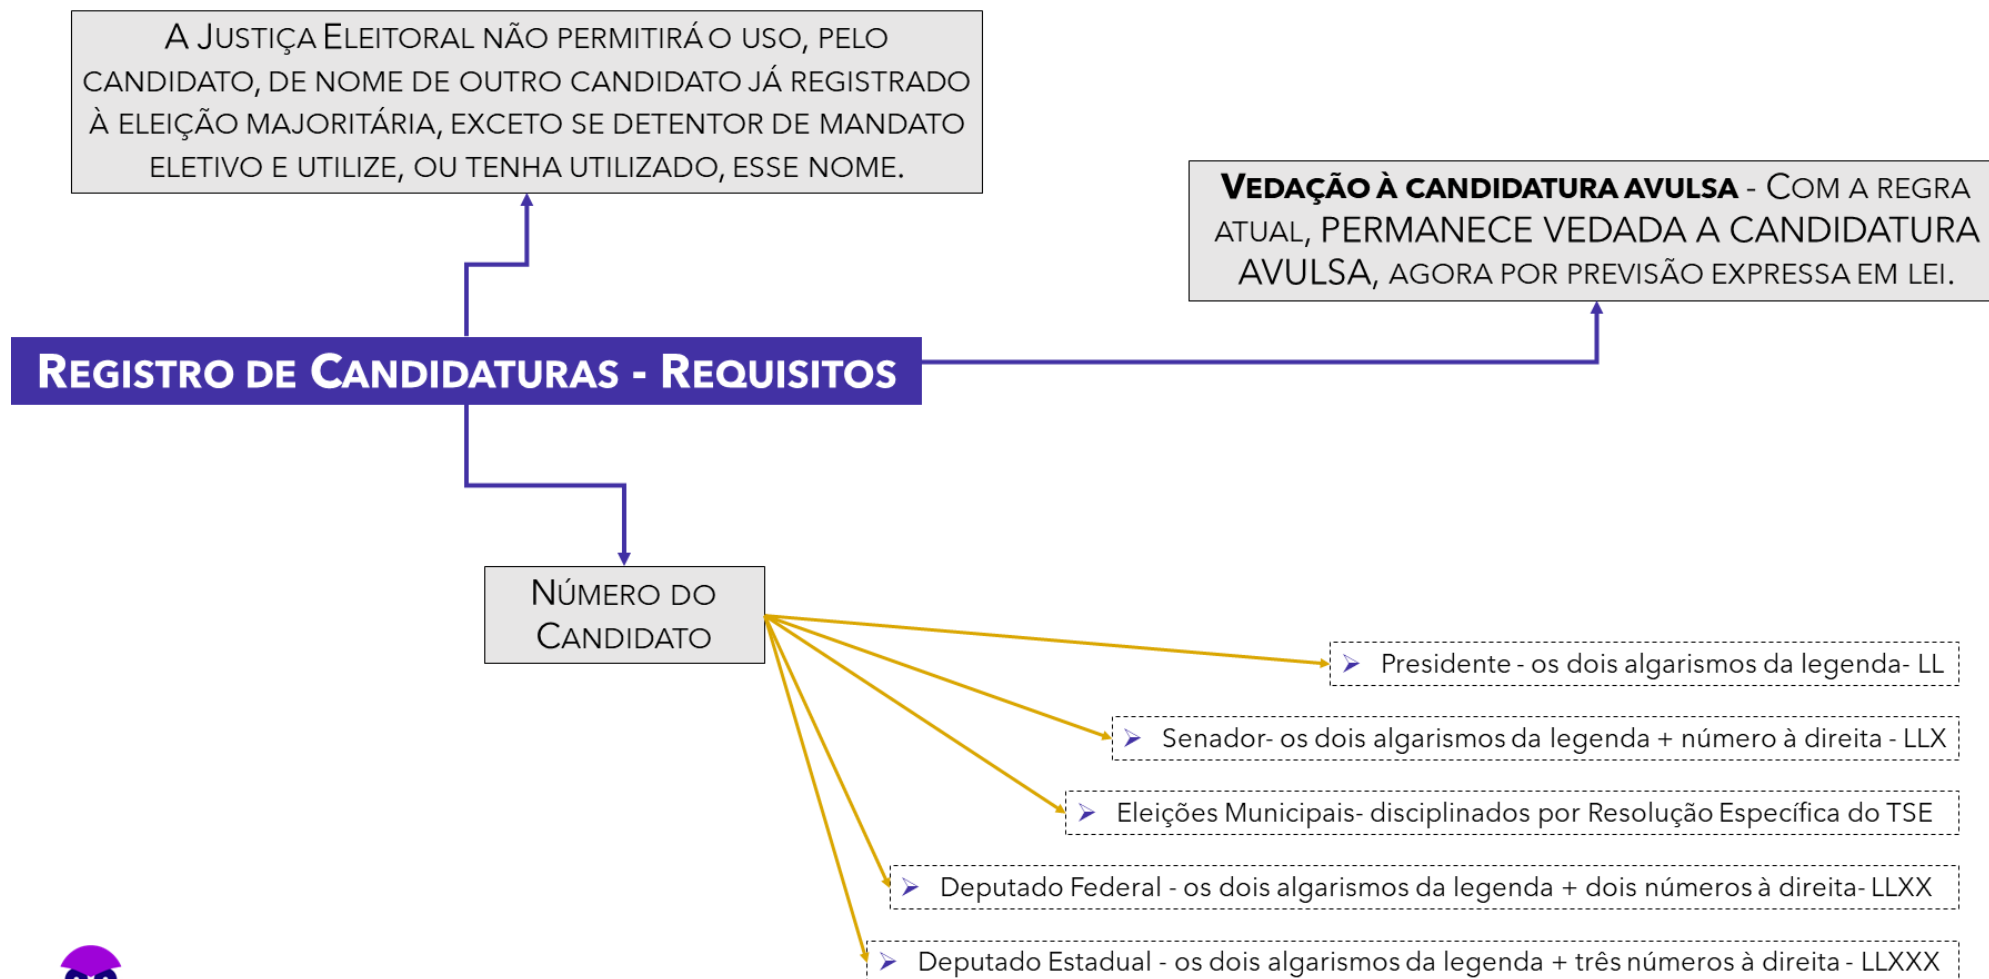 A JUSTIÇA ELEITORAL NÃO PERMITIRÁ O USO, PELO
CANDIDATO, DE NOME DE OUTRO CANDIDATO JÁ REGISTRADO
À ELEIÇÃO MAJORITÁRIA, EXCETO SE DETENTOR DE MANDATO
ELETIVO E UTILIZE, OU TENHA UTILIZADO, ESSE NOME.
VEDAÇÃO À CANDIDATURA AVULSA - COM A REGRA
ATUAL, PERMANECE VEDADA A CANDIDATURA
AVULSA, AGORA POR PREVISÃO EXPRESSA EM LEI.
REGISTRO DE CANDIDATURAS - REQUISITOS
NÚMERO DO
CANDIDATO
➢ Presidente - os dois algarismos da legenda- LL
➢ Senador- os dois algarismos da legenda + número à direita - LLX
➢ Eleições Municipais- disciplinados por Resolução Específica do TSE
➢ Deputado Federal - os dois algarismos da legenda + dois números à direita- LLXX
➢ Deputado Estadual - os dois algarismos da legenda + três números à direita - LLXXX